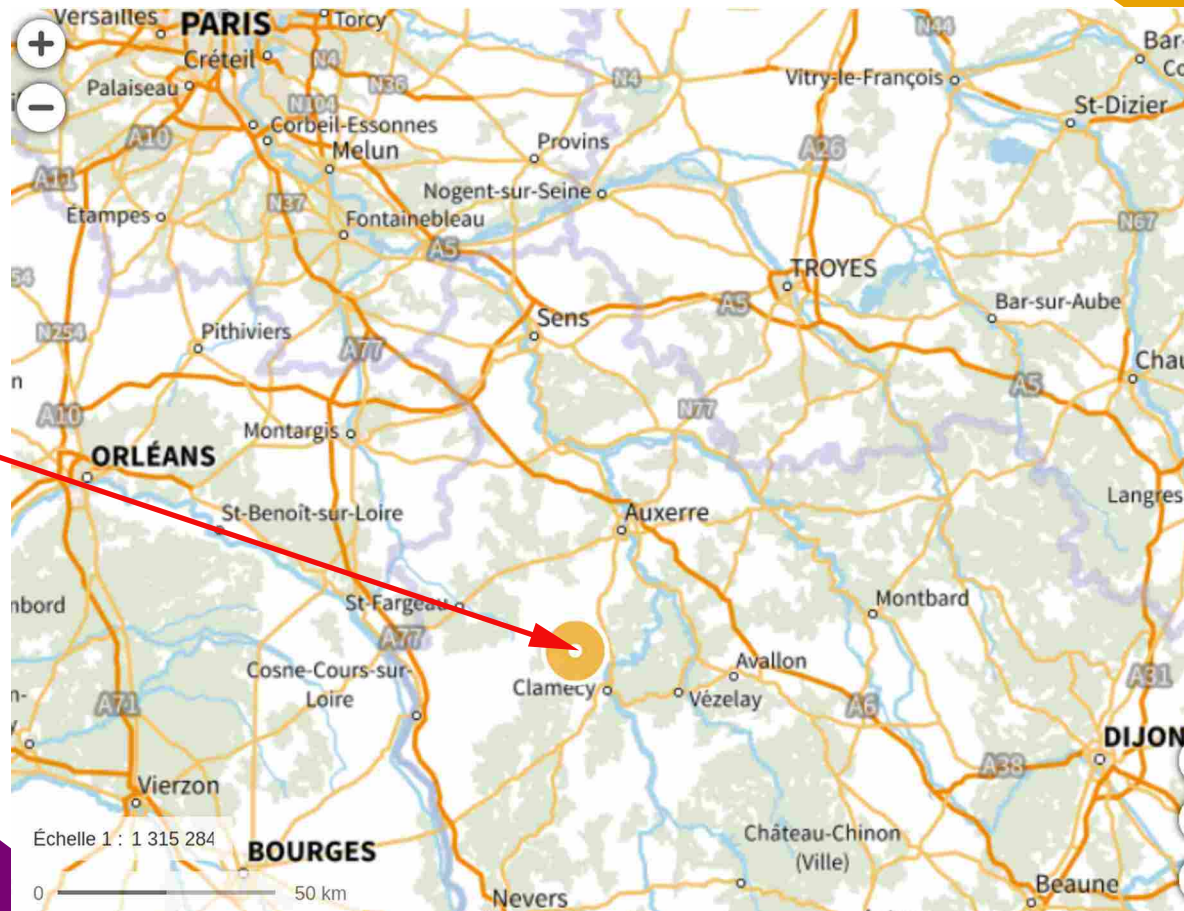 Versailles
PARIS
Torcy
N44
Bar-
Co
+
Créteil
N4
N36
N4
Vitry-le-François
Palaiseau
−
N104
St-Dizier
Corbeil-Essonnes
A10
Provins
A26
Melun
A11
Nogent-sur-Seine
N37
Étampes
Fontainebleau
N67
A5
TROYES
54
A5
Bar-sur-Aube
Sens
N254
Pithiviers
A77
Chau
n
A5
N77
A10
Montargis
ORLÉANS
Langres
St-Benoît-sur-Loire
Auxerre
nbord
St-Fargeau
Montbard
A77
Avallon
Cosne-Cours-sur-
Loire
A31
Clamecy
Vézelay
n-
A71
A6
y
DIJON
A38
Vierzon
Échelle 1 : 1 315 284
Château-Chinon
(Ville)
BOURGES
0
50 km
Nevers
Beaune